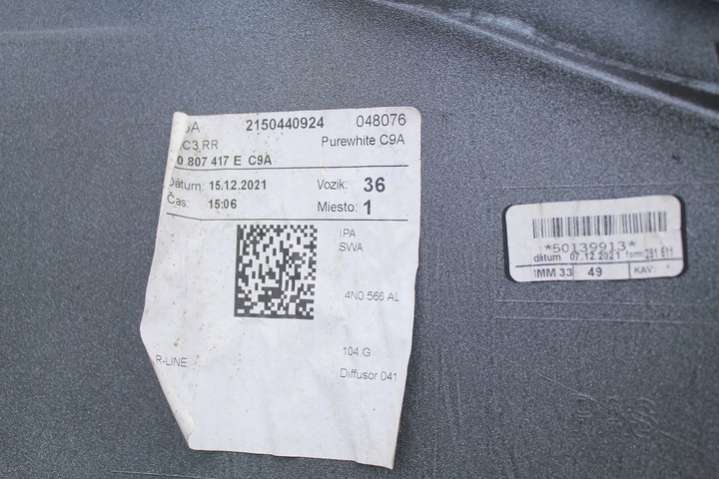 2150440924 048076
C3 RR Purewhite C9A
0 807 417 E C9A
Dátum: 15.12.2021 Vozik: 36
Čas: 15:06 Miesto: 1
IPA
SWA
4N0 566 AL
R-LINE
104 G
Diffusor 041
*50139913*
dátum 07.12.2021 form
IMM 33 49 KAV.